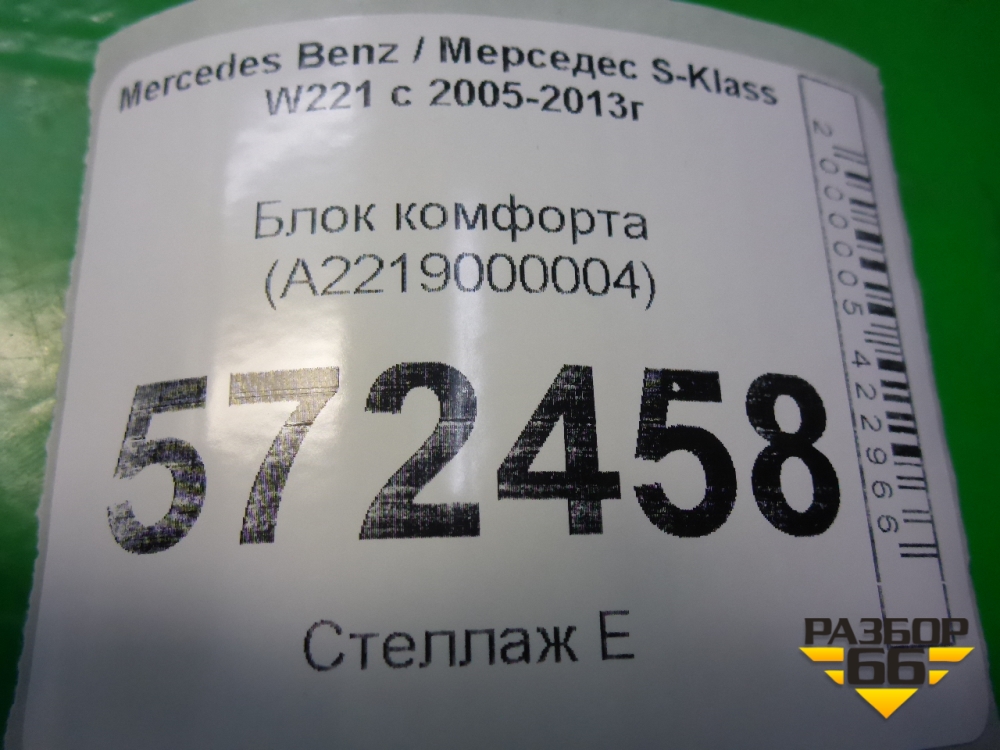 Mercedes Benz / Мерседес S-Klass
W221 с 2005-2013г
Блок комфорта
(A2219000004)
572458
Стеллаж Е
2000005422966
РАЗБОР
66